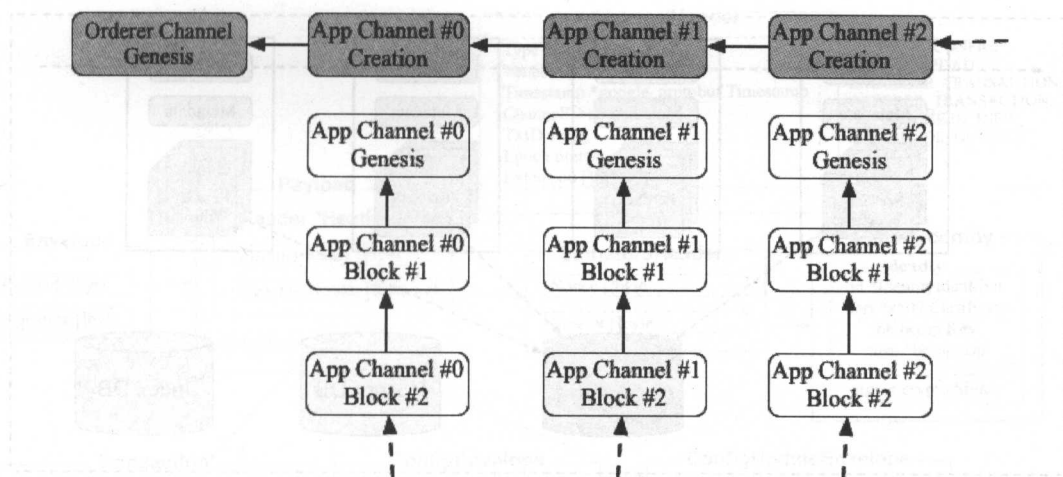 Orderer Channel
Genesis
App Channel #0
Creation
App Channel #1
Creation
App Channel #2
Creation
App Channel #0
Genesis
App Channel #1
Genesis
App Channel #2
Genesis
App Channel #0
Block #1
App Channel #1
Block #1
App Channel #2
Block #1
App Channel #0
Block #2
App Channel #1
Block #2
App Channel #2
Block #2